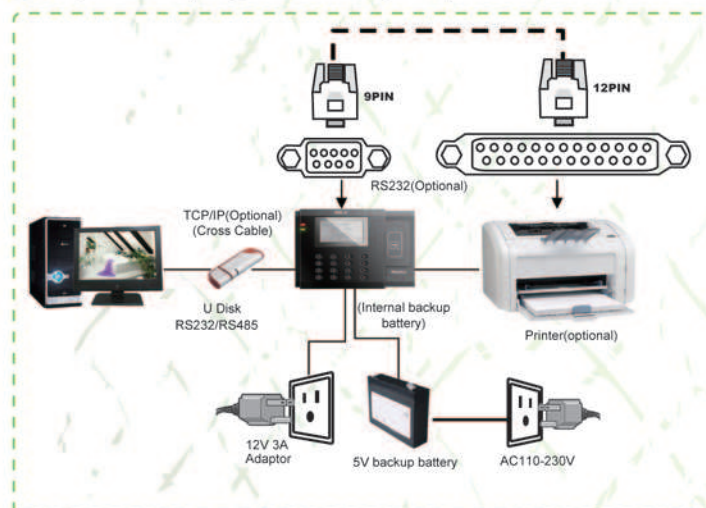 9PIN
12PIN
RS232(Optional)
TCP/IP(Optional)
(Cross Cable)
U Disk
RS232/RS485
(Internal backup
battery)
Printer(optional)
12V 3A
Adaptor
5V backup battery
AC110-230V